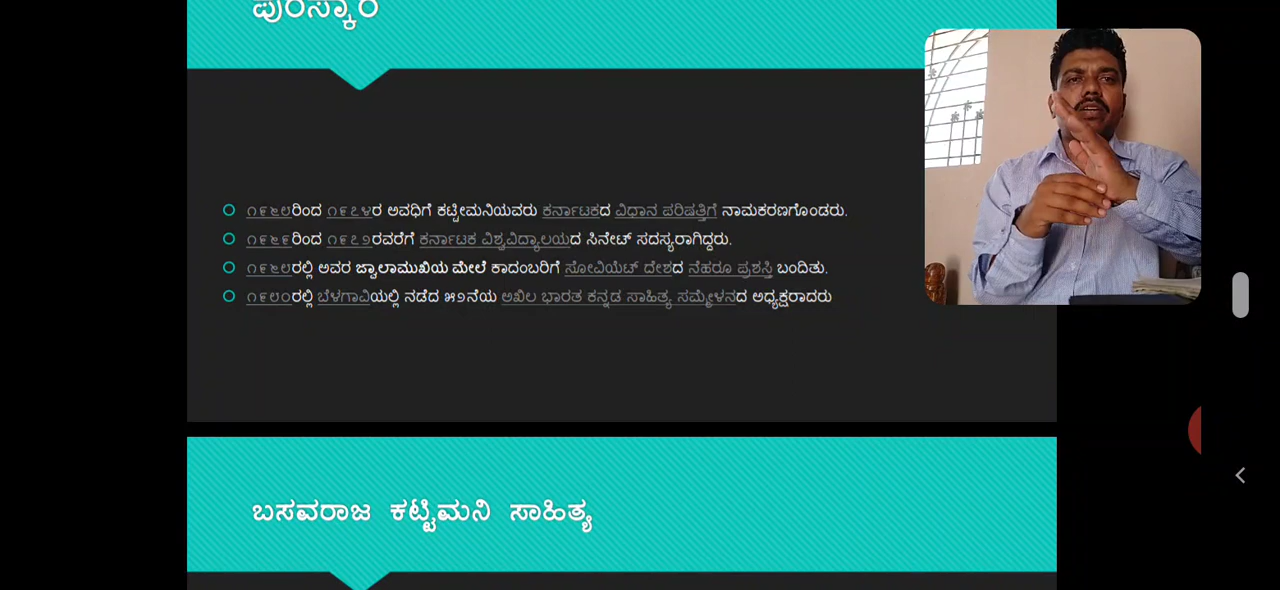 ಪುರಸ್ಕಾರ
೧೯೬೮ರಿಂದ ೧೯೭೪ರ ಅವಧಿಗೆ ಕಟ್ಟೀಮನಿಯವರು ಕರ್ನಾಟಕದ ವಿಧಾನ ಪರಿಷತ್ತಿಗೆ ನಾಮಕರಣಗೊಂಡರು.
೧೯೬೯ರಿಂದ ೧೯೭೨ರವರೆಗೆ ಕರ್ನಾಟಕ ವಿಶ್ವವಿದ್ಯಾಲಯದ ಸಿನೇಟ್ ಸದಸ್ಯರಾಗಿದ್ದರು.
೧೯೬೮ರಲ್ಲಿ ಅವರ ಜ್ವಾಲಾಮುಖಿಯ ಮೇಲೆ ಕಾದಂಬರಿಗೆ ಸೋವಿಯೆಟ್ ದೇಶದ ನೆಹರೂ ಪ್ರಶಸ್ತಿ ಬಂದಿತು.
೧೯೮೦ರಲ್ಲಿ ಬೆಳಗಾವಿಯಲ್ಲಿ ನಡೆದ ೫೨ನೆಯ ಅಖಿಲ ಭಾರತ ಕನ್ನಡ ಸಾಹಿತ್ಯ ಸಮ್ಮೇಳನದ ಅಧ್ಯಕ್ಷರಾದರು
ಬಸವರಾಜ ಕಟ್ಟಿಮನಿ ಸಾಹಿತ್ಯ